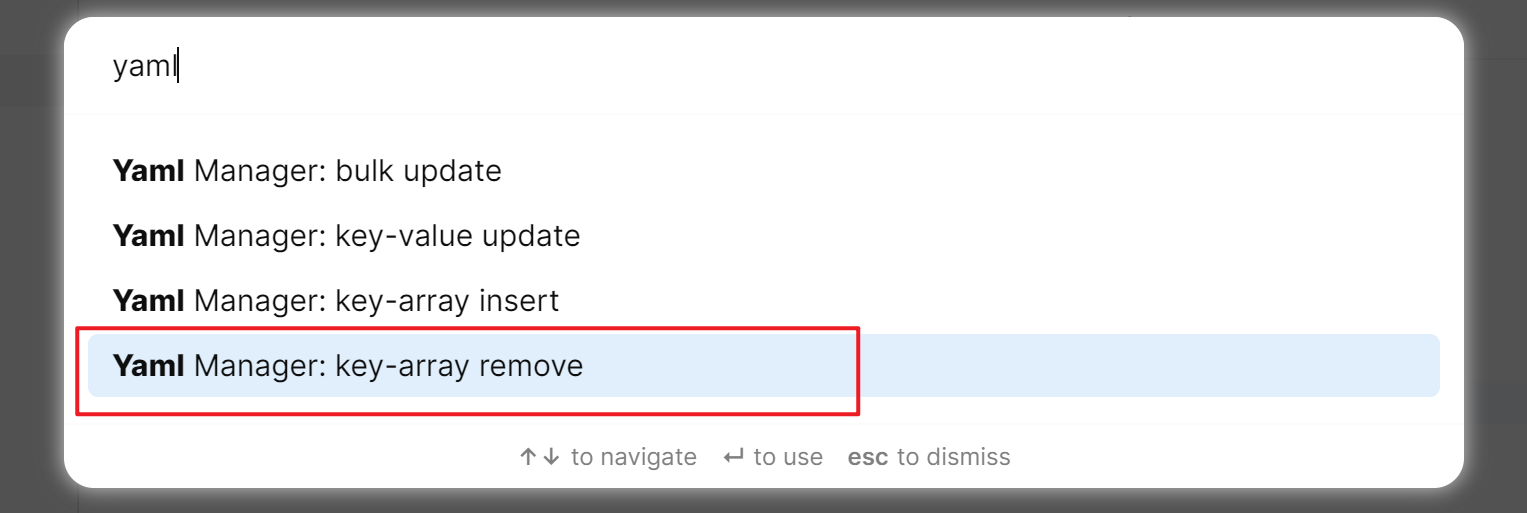 yaml
Yaml Manager: bulk update
Yaml Manager: key-value update
Yaml Manager: key-array insert
Yaml Manager: key-array remove
↑↓ to navigate ↵ to use esc to dismiss